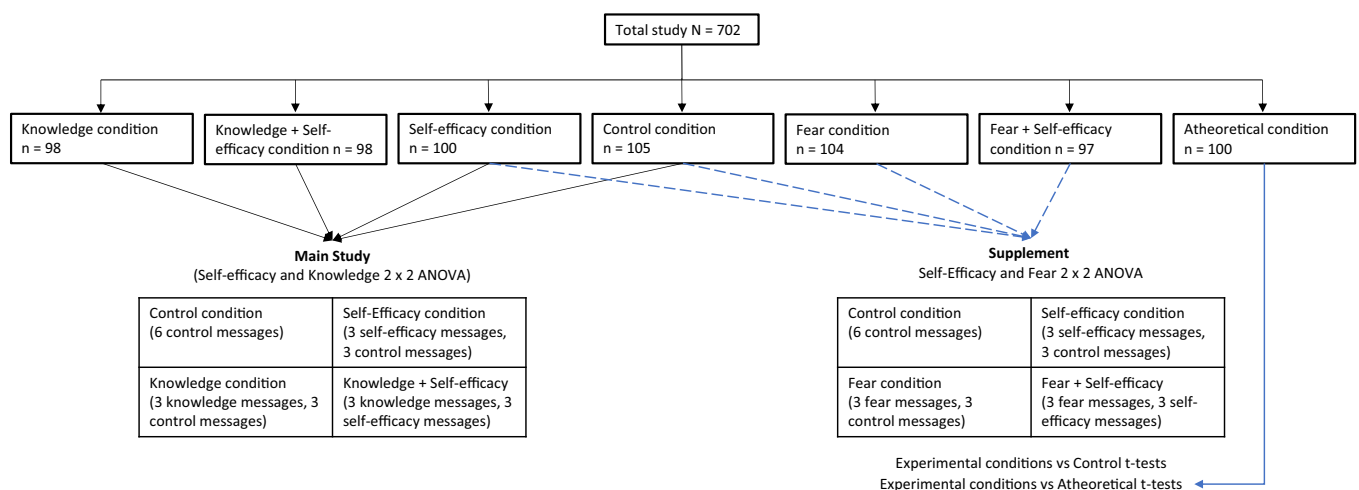 Total study N = 702
Knowledge condition
n = 98
Knowledge + Self-
efficacy condition n = 98
Self-efficacy condition
n = 100
Control condition
n = 105
Fear condition
n = 104
Fear + Self-efficacy
condition n = 97
Atheoretical condition
n = 100
Main Study
(Self-efficacy and Knowledge 2 x 2 ANOVA)
Control condition
(6 control messages)
Self-Efficacy condition
(3 self-efficacy messages,
3 control messages)
Knowledge condition
(3 knowledge messages, 3
control messages)
Knowledge + Self-efficacy
(3 knowledge messages, 3
self-efficacy messages)
Supplement
Self-Efficacy and Fear 2 x 2 ANOVA
Control condition
(6 control messages)
Self-efficacy condition
(3 self-efficacy messages,
3 control messages)
Fear condition
(3 fear messages, 3
control messages)
Fear + Self-efficacy
(3 fear messages, 3 self-
efficacy messages)
Experimental conditions vs Control t-tests
Experimental conditions vs Atheoretical t-tests